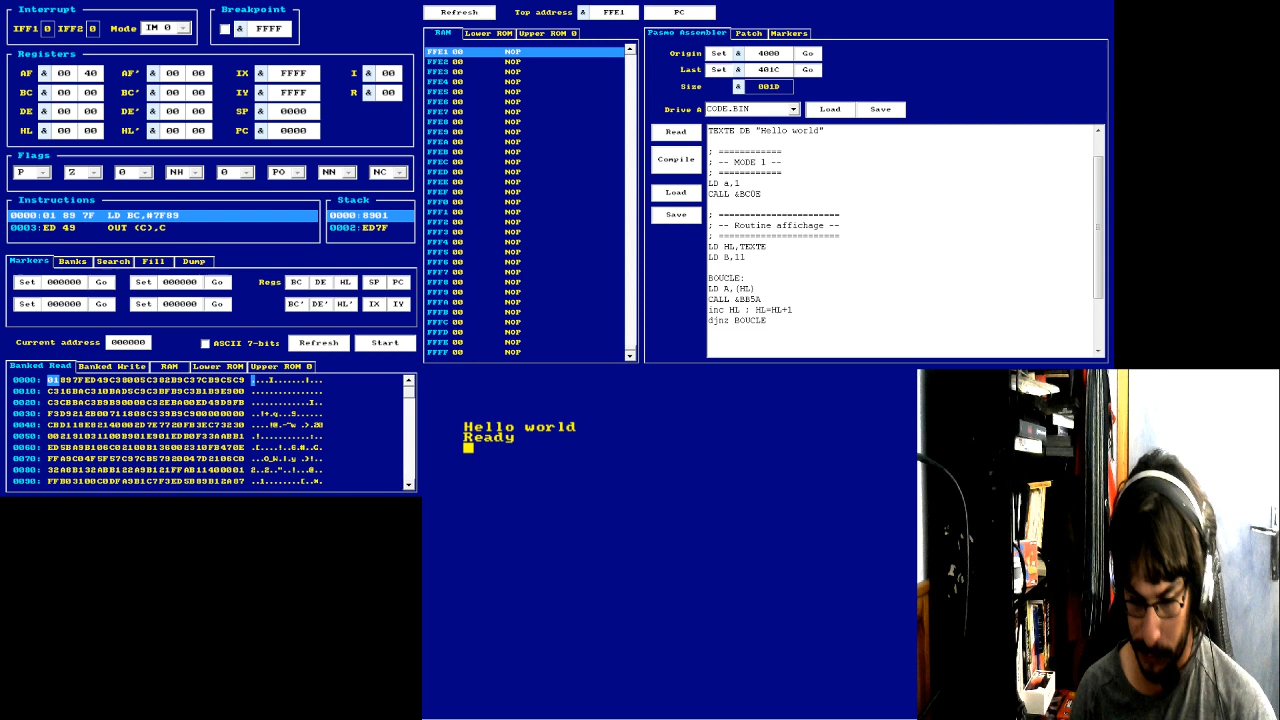 Interrupt
IFF1 0 IFF2 0 Mode IM 0
Breakpoint
& FFFF
Registers
AF & 00 40 AF' & 00 00 IX & FFFF I & 00
BC & 00 00 BC' & 00 00 IY & FFFF R & 00
DE & 00 00 DE' & 00 00 SP & 0000
HL & 00 00 HL' & 00 00 PC & 0000
Flags
P Z 0 NH 0 PO NN NC
Instructions
0000:01 89 7F LD BC,#7F89
0003:ED 49 OUT (C),C
Stack
0000:8901
0002:ED7F
Markers Banks Search Fill Dump
Set 000000 Go Set 000000 Go Regs BC DE HL SP PC
Set 000000 Go Set 000000 Go BC' DE' HL' IX IY
Current address 000000 ASCII 7-bits Refresh Start
Banked Read Banked Write RAM Lower ROM Upper ROM 0
Refresh Top address & FFE1 PC
RAM Lower ROM Upper ROM 0
FFE1 00 NOP
FFE2 00 NOP
FFE3 00 NOP
FFE4 00 NOP
FFE5 00 NOP
FFE6 00 NOP
FFE7 00 NOP
FFE8 00 NOP
FFE9 00 NOP
FFEA 00 NOP
FFEB 00 NOP
FFEC 00 NOP
FFED 00 NOP
FFEE 00 NOP
FFEF 00 NOP
FFF0 00 NOP
FFF1 00 NOP
FFF2 00 NOP
FFF3 00 NOP
FFF4 00 NOP
FFF5 00 NOP
FFF6 00 NOP
FFF7 00 NOP
FFF8 00 NOP
FFF9 00 NOP
FFFA 00 NOP
FFFB 00 NOP
FFFC 00 NOP
FFFD 00 NOP
FFFE 00 NOP
FFFF 00 NOP
Pasmo Assembler Patch Markers
Origin Set & 4000 Go
Last Set & 401C Go
Size & 001D
Drive A CODE.BIN Load Save
Read
Compile
Load
Save
TEXTE DB "Hello world"
; ============
; -- MODE 1 --
; ============
LD a,1
CALL &BC0E
; =======================
; -- Routine affichage --
; =======================
LD HL,TEXTE
LD B,11
BOUCLE:
LD A,(HL)
CALL &BB5A
inc HL ; HL=HL+1
djnz BOUCLE
Hello world
Ready